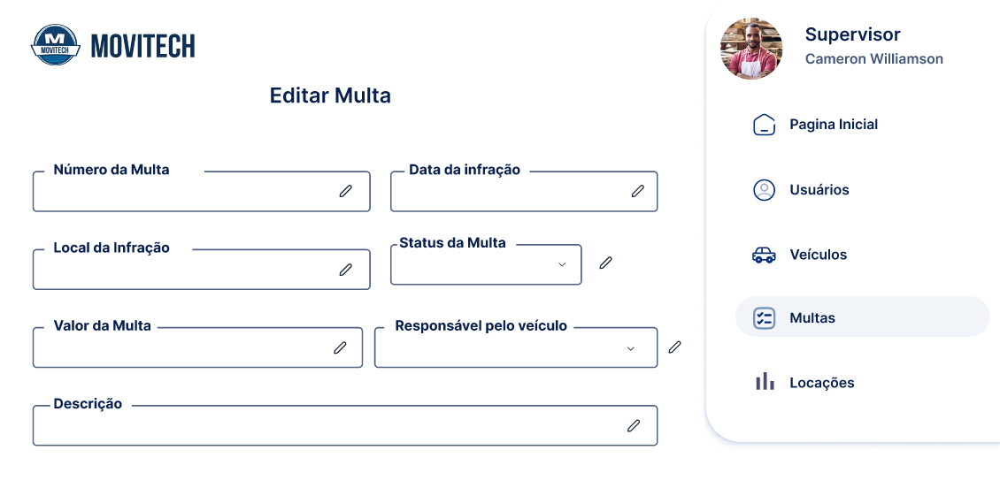 M
MOVITECH
MOVITECH
Editar Multa
Número da Multa
Data da infração
Local da Infração
Status da Multa
Valor da Multa
Responsável pelo veículo
Descrição
Supervisor
Cameron Williamson
Pagina Inicial
Usuários
Veículos
Multas
Locações